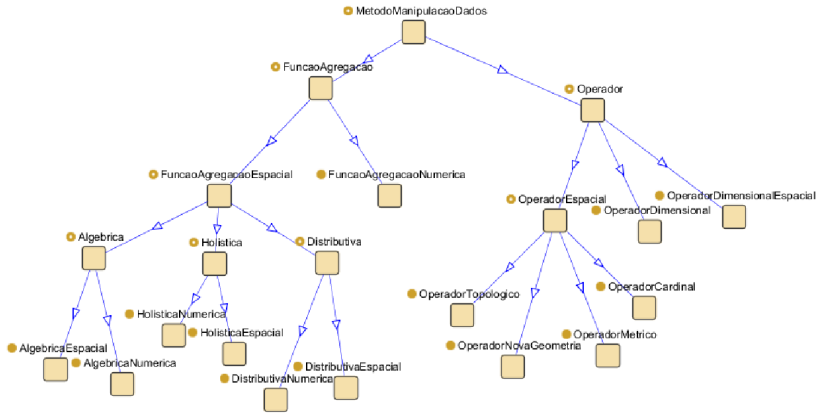 MetodoManipulacaoDados
FuncaoAgregacao
Operador
FuncaoAgregacaoEspacial
FuncaoAgregacaoNumerica
OperadorEspacial
OperadorDimensional
OperadorDimensionalEspacial
Algebrica
Holistica
Distributiva
OperadorTopologico
OperadorCardinal
HolisticaNumerica
HolisticaEspacial
OperadorNovaGeometria
OperadorMetrico
AlgebricaEspacial
AlgebricaNumerica
DistributivaNumerica
DistributivaEspacial